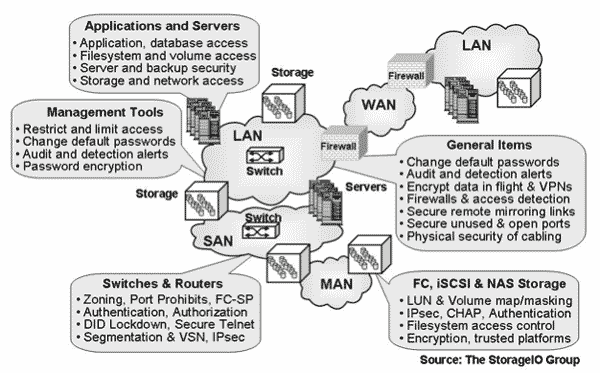 Applications and Servers
• Application, database access
• Filesystem and volume access
• Server and backup security
• Storage and network access
Storage
LAN
Firewall
WAN
Management Tools
• Restrict and limit access
• Change default passwords
• Audit and detection alerts
• Password encryption
LAN
Switch
Firewall
General Items
• Change default passwords
• Audit and detection alerts
• Encrypt data in flight & VPNs
• Firewalls & access detection
• Secure remote mirroring links
• Secure unused & open ports
• Physical security of cabling
Storage
Servers
Switch
SAN
MAN
Switches & Routers
• Zoning, Port Prohibits, FC-SP
• Authentication, Authorization
• DID Lockdown, Secure Telnet
• Segmentation & VSN, IPsec
FC, iSCSI & NAS Storage
• LUN & Volume map/masking
• IPsec, CHAP, Authentication
• Filesystem access control
• Encryption, trusted platforms
Source: The StorageIO Group